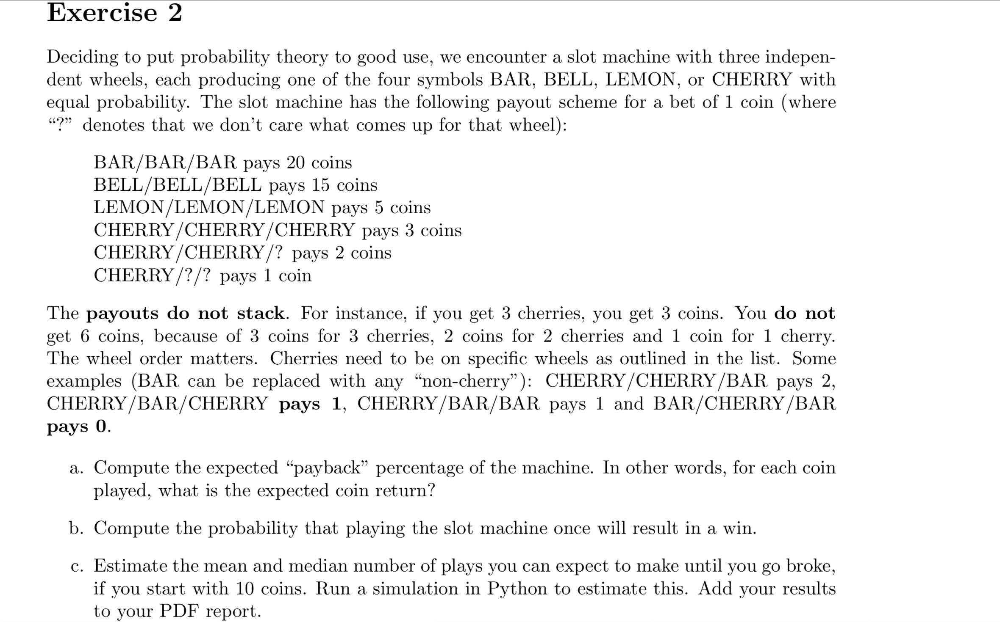 Exercise 2
Deciding to put probability theory to good use, we encounter a slot machine with three indepen-
dent wheels, each producing one of the four symbols BAR, BELL, LEMON, or CHERRY with
equal probability. The slot machine has the following payout scheme for a bet of 1 coin (where
“?” denotes that we don’t care what comes up for that wheel):
BAR/BAR/BAR pays 20 coins
BELL/BELL/BELL pays 15 coins
LEMON/LEMON/LEMON pays 5 coins
CHERRY/CHERRY/CHERRY pays 3 coins
CHERRY/CHERRY/? pays 2 coins
CHERRY/?/? pays 1 coin
The payouts do not stack. For instance, if you get 3 cherries, you get 3 coins. You do not
get 6 coins, because of 3 coins for 3 cherries, 2 coins for 2 cherries and 1 coin for 1 cherry.
The wheel order matters. Cherries need to be on specific wheels as outlined in the list. Some
examples (BAR can be replaced with any “non-cherry”): CHERRY/CHERRY/BAR pays 2,
CHERRY/BAR/CHERRY pays 1, CHERRY/BAR/BAR pays 1 and BAR/CHERRY/BAR
pays 0.
a. Compute the expected “payback” percentage of the machine. In other words, for each coin
played, what is the expected coin return?
b. Compute the probability that playing the slot machine once will result in a win.
c. Estimate the mean and median number of plays you can expect to make until you go broke,
if you start with 10 coins. Run a simulation in Python to estimate this. Add your results
to your PDF report.